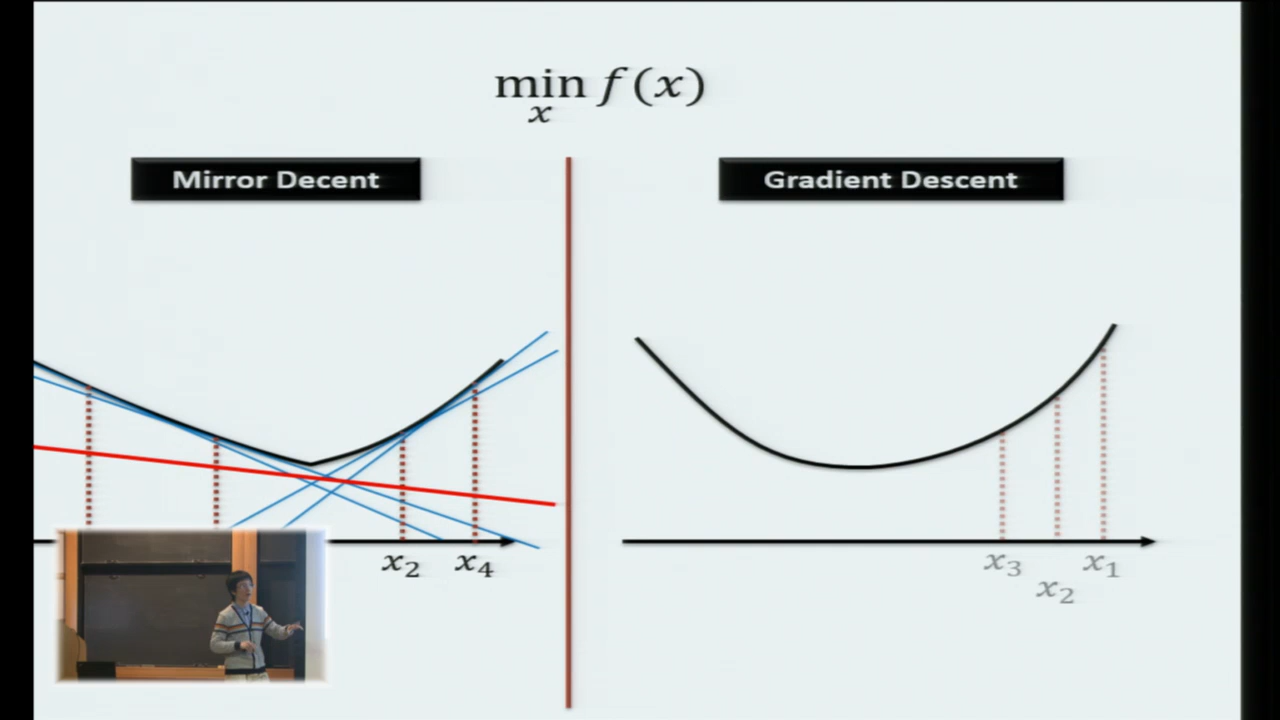 min f(x)
x
Mirror Decent
Gradient Descent
x₂ x₄
x₃ x₂ x₁